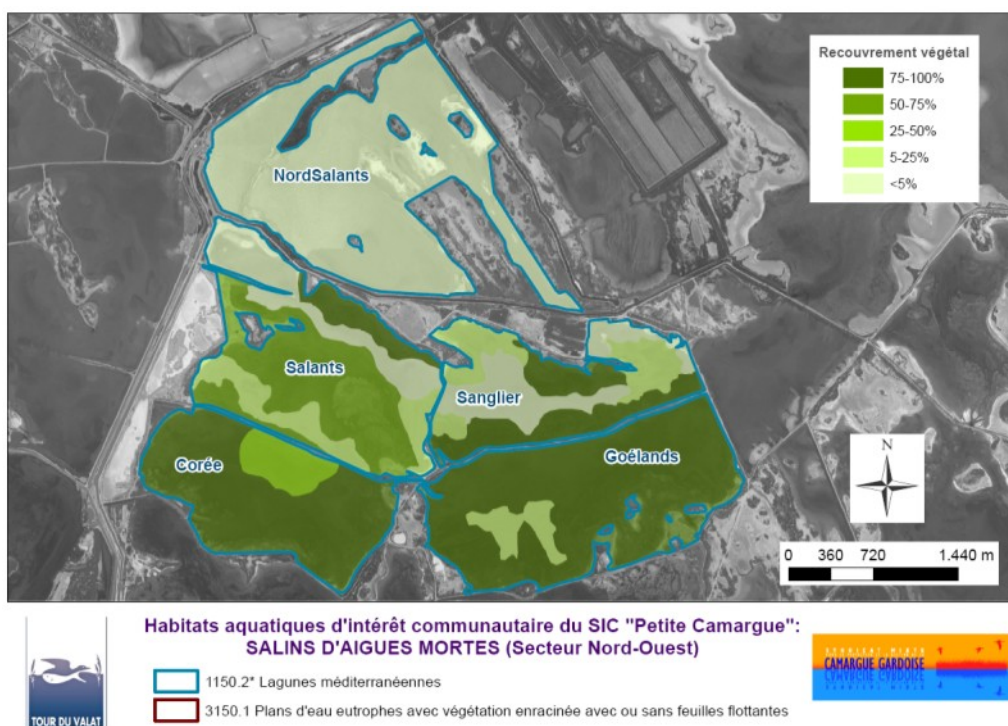 Recouvrement végétal
75-100%
50-75%
25-50%
5-25%
<5%
NordSalants
Salants
Sanglier
Corée
Goélands
N
0 360 720 1.440 m
Habitats aquatiques d'intérêt communautaire du SIC "Petite Camargue":
SALINS D'AIGUES MORTES (Secteur Nord-Ouest)
1150.2* Lagunes méditerranéennes
3150.1 Plans d'eau eutrophes avec végétation enracinée avec ou sans feuilles flottantes
TOUR DU VALAT
SYNDICAT MIXTE
CAMARGUE GARDOISE